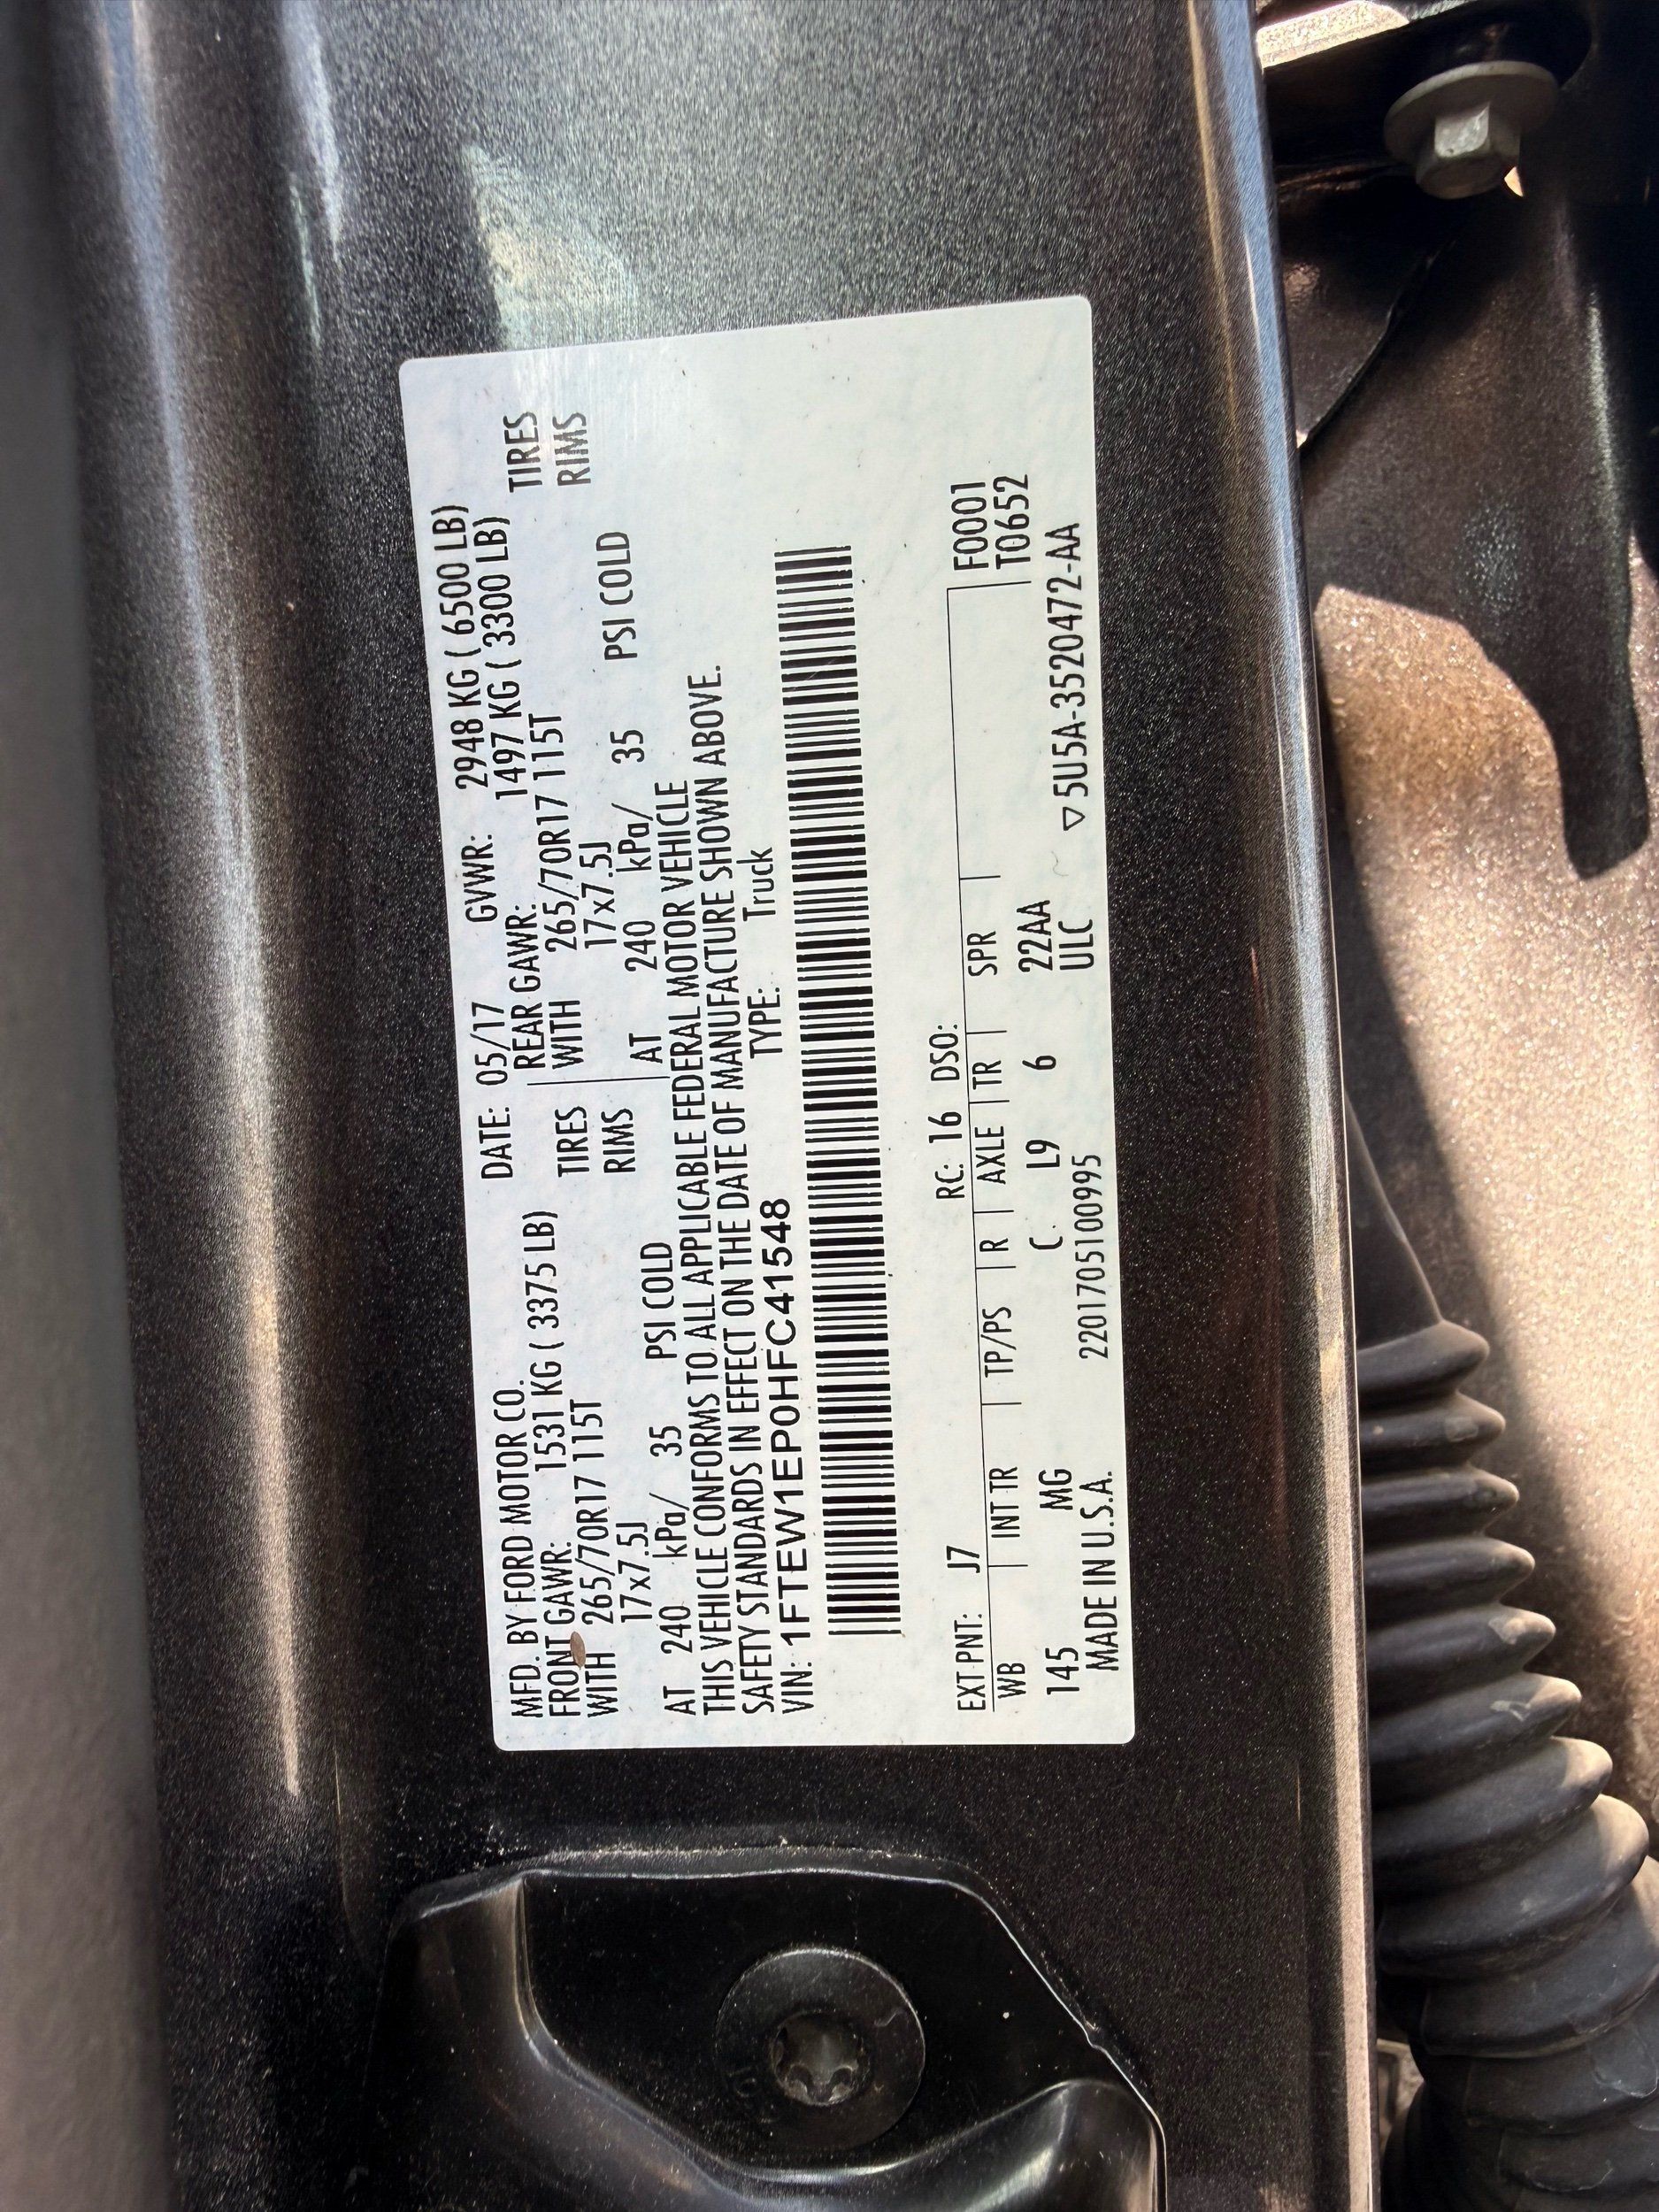 MFD. BY FORD MOTOR CO. DATE: 05/17 GVWR: 2948 KG ( 6500 LB)
FRONT GAWR: 1531 KG ( 3375 LB) REAR GAWR: 1497 KG ( 3300 LB)
WITH 265/70R17 115T TIRES WITH 265/70R17 115T TIRES
17x7.5J RIMS 17x7.5J RIMS
AT 240 kPa/ 35 PSI COLD AT 240 kPa/ 35 PSI COLD
THIS VEHICLE CONFORMS TO ALL APPLICABLE FEDERAL MOTOR VEHICLE
SAFETY STANDARDS IN EFFECT ON THE DATE OF MANUFACTURE SHOWN ABOVE.
VIN: 1FTEW1EP0HFC41548 TYPE: Truck
EXT PNT: J7 RC: 16 DSO: F0001
WB INT TR TP/PS R AXLE TR SPR T0652
145 MG C L9 6 22AA
MADE IN U.S.A. 2201705100995 ULC ▽5U5A-3520472-AA